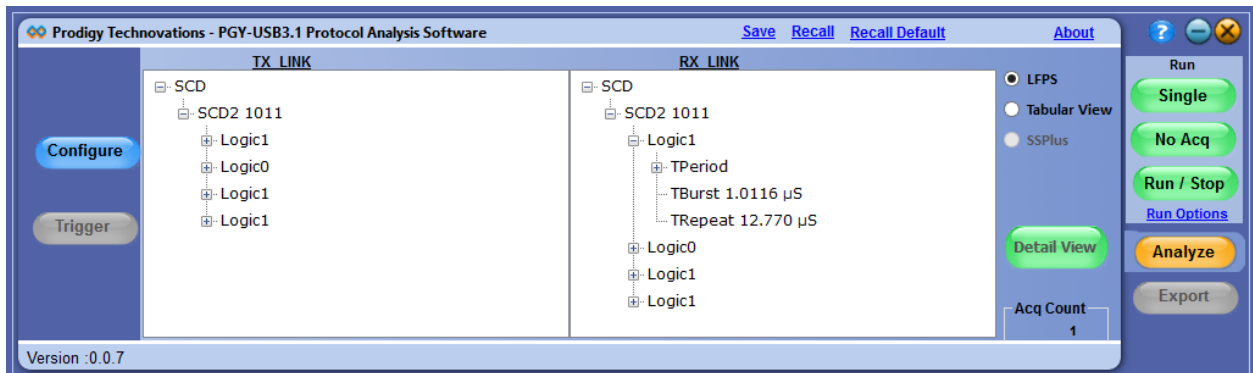 Prodigy Technovations - PGY-USB3.1 Protocol Analysis Software Save Recall Recall Default About ?
Configure
Trigger
TX_LINK
SCD
SCD2 1011
Logic1
Logic0
Logic1
Logic1
RX_LINK
SCD
SCD2 1011
Logic1
TPeriod
TBurst 1.0116 µS
TRepeat 12.770 µS
Logic0
Logic1
Logic1
LFPS
Tabular View
SSPlus
Detail View
Acq Count
1
Run
Single
No Acq
Run / Stop
Run Options
Analyze
Export
Version :0.0.7